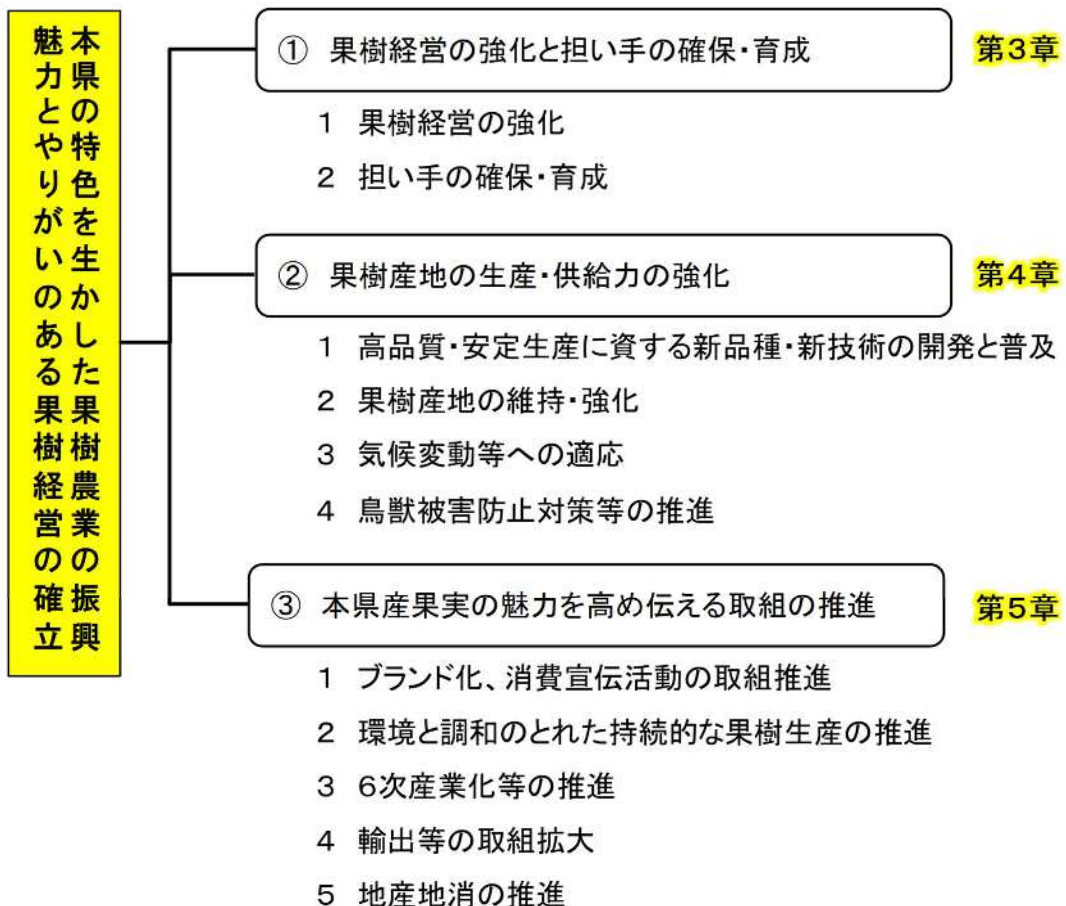 本県の特色を生かした果樹農業の振興
魅力とやりがいのある果樹経営の確立
① 果樹経営の強化と担い手の確保・育成
第3章
1 果樹経営の強化
2 担い手の確保・育成
② 果樹産地の生産・供給力の強化
第4章
1 高品質・安定生産に資する新品種・新技術の開発と普及
2 果樹産地の維持・強化
3 気候変動等への適応
4 鳥獣被害防止対策等の推進
③ 本県産果実の魅力を高め伝える取組の推進
第5章
1 ブランド化、消費宣伝活動の取組推進
2 環境と調和のとれた持続的な果樹生産の推進
3 6次産業化等の推進
4 輸出等の取組拡大
5 地産地消の推進